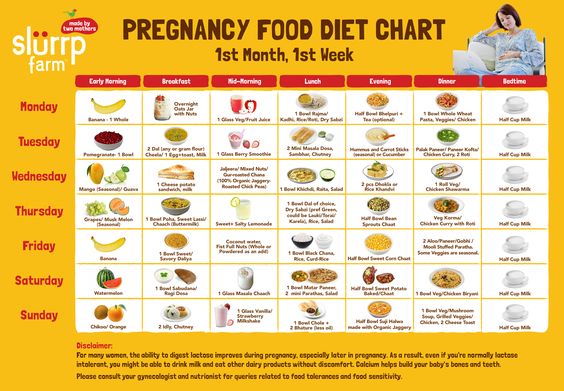 made by
two mothers
slurrp
farm
PREGNANCY FOOD DIET CHART
1st Month, 1st Week
Early Morning
Breakfast
Mid-Morning
Lunch
Evening
Dinner
Bedtime
Monday
Banana - 1 Whole
Overnight
Oats Jar
with Nuts
1 Glass Veg/Fruit Juice
1 Bowl Rajma/
Kadhi, Rice/Roti, Dry Sabzi
Half Bowl Bhelpuri +
Tea (optional)
1 Bowl Whole Wheat
Pasta, Veggies/ Chicken
Half Cup Milk
Tuesday
Pomegranate- 1 Bowl
2 Dal (any or gram flour)
Cheela/ 1 Egg+toast, Milk
1 Glass Berry Smoothie
2 Mini Masala Dosa,
Sambhar, Chutney
Hummus and Carrot Sticks
(seasonal) or Cucumber
Palak Paneer/ Paneer Kofta/
Chicken Curry, 2 Roti
Half Cup Milk
Wednesday
Mango (Seasonal)/ Guava
1 Cheese potato
sandwich, milk
Jaljeera/ Mixed Nuts/
Gur+roasted Chana
(100% Organic Jaggery-
Roasted Chick Peas)
1 Bowl Khichdi, Raita, Salad
2 pcs Dhokla or
Rice Khandvi
1 Roll Veg/
Chicken Shawarma
Half Cup Milk
Thursday
Grapes/ Musk Melon
(Seasonal)
1 Bowl Poha, Sweet Lassi/
Chaach (Buttermilk)
Sweet+ Salty Lemonade
1 Bowl Dal of choice,
Dry Sabzi (pref Green,
could be Lauki/Torai/
Karela), Rice, Salad
Half Bowl Bean
Sprouts Chaat
Veg Korma/
Chicken Curry with Roti
Half Cup Milk
Friday
Banana
1 Bowl Sweet/
Savory Daliya
Coconut water,
Fist Full Nuts (Whole or
Powdered as an add)
1 Bowl Black Chana,
Rice, Curd-Rice
Half Bowl Sweet Corn Chaat
2 Aloo/Paneer/Gobhi /
Mooli Stuffed Paratha.
Some Veggies are seasonal.
Half Cup Milk
Saturday
Watermelon
1 Bowl Sabudana/
Ragi Dosa
1 Glass Masala Chaach
1 Bowl Matar Paneer,
2 mini Parathas, Salad
Half Bowl Sweet Potato
Baked/Chaat
1 Bowl Veg/Chicken Biryani
Half Cup Milk
Sunday
Chikoo/ Orange
2 Idly, Chutney
1 Glass Vanilla/
Strawberry
Milkshake
1 Bowl Chole +
2 Bhature (less oil)
Half Bowl Suji Halwa
made with Organic Jaggery
1 Bowl Veg/Mushroom
Soup, Grilled Veggies/
Chicken, 2 Cheese Toast
Half Cup Milk
Disclaimer:
For many women, the ability to digest lactose improves during pregnancy, especially later in pregnancy. As a result, even if you're normally lactose
intolerant, you might be able to drink milk and eat other dairy products without discomfort. Calcium helps build your baby's bones and teeth.
Please consult your gynecologist and nutrionist for queries related to food tolerances and food sensitivity.